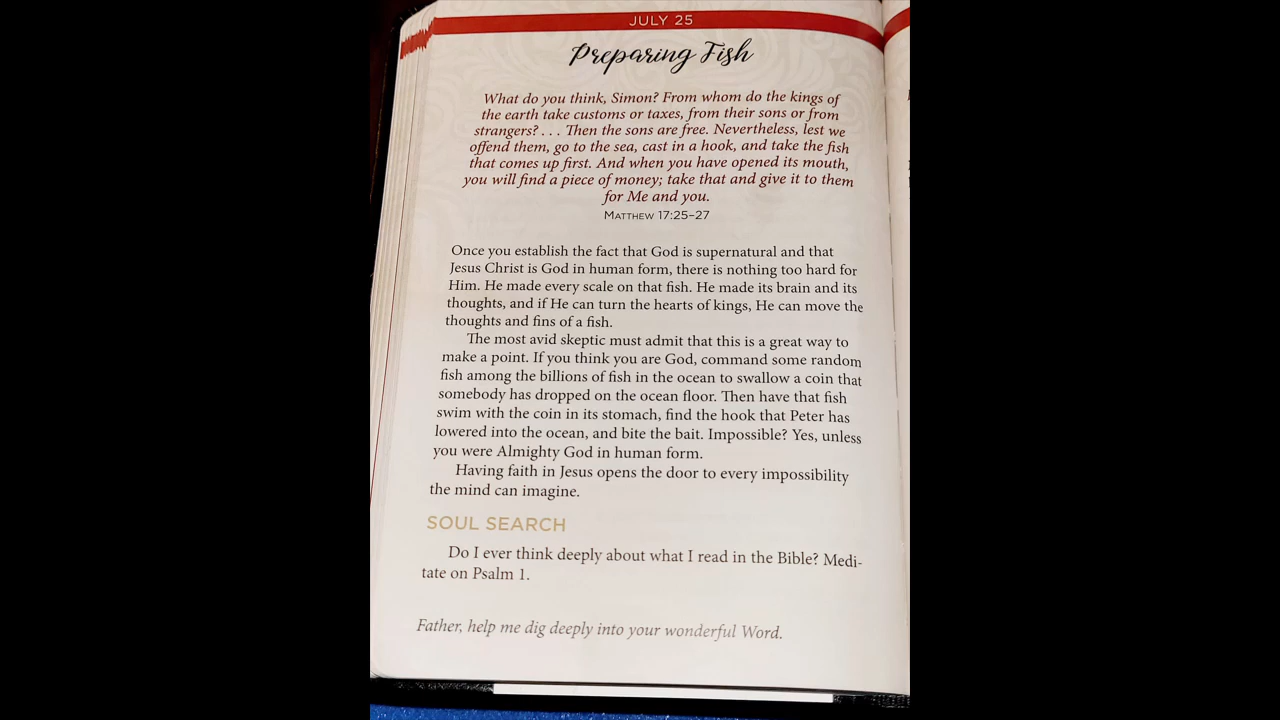 JULY 25
Preparing Fish
What do you think, Simon? From whom do the kings of
the earth take customs or taxes, from their sons or from
strangers? . . . Then the sons are free. Nevertheless, lest we
offend them, go to the sea, cast in a hook, and take the fish
that comes up first. And when you have opened its mouth,
you will find a piece of money; take that and give it to them
for Me and you.
Matthew 17:25–27
Once you establish the fact that God is supernatural and that
Jesus Christ is God in human form, there is nothing too hard for
Him. He made every scale on that fish. He made its brain and its
thoughts, and if He can turn the hearts of kings, He can move the
thoughts and fins of a fish.
The most avid skeptic must admit that this is a great way to
make a point. If you think you are God, command some random
fish among the billions of fish in the ocean to swallow a coin that
somebody has dropped on the ocean floor. Then have that fish
swim with the coin in its stomach, find the hook that Peter has
lowered into the ocean, and bite the bait. Impossible? Yes, unless
you were Almighty God in human form.
Having faith in Jesus opens the door to every impossibility
the mind can imagine.
SOUL SEARCH
Do I ever think deeply about what I read in the Bible? Medi-
tate on Psalm 1.
Father, help me dig deeply into your wonderful Word.